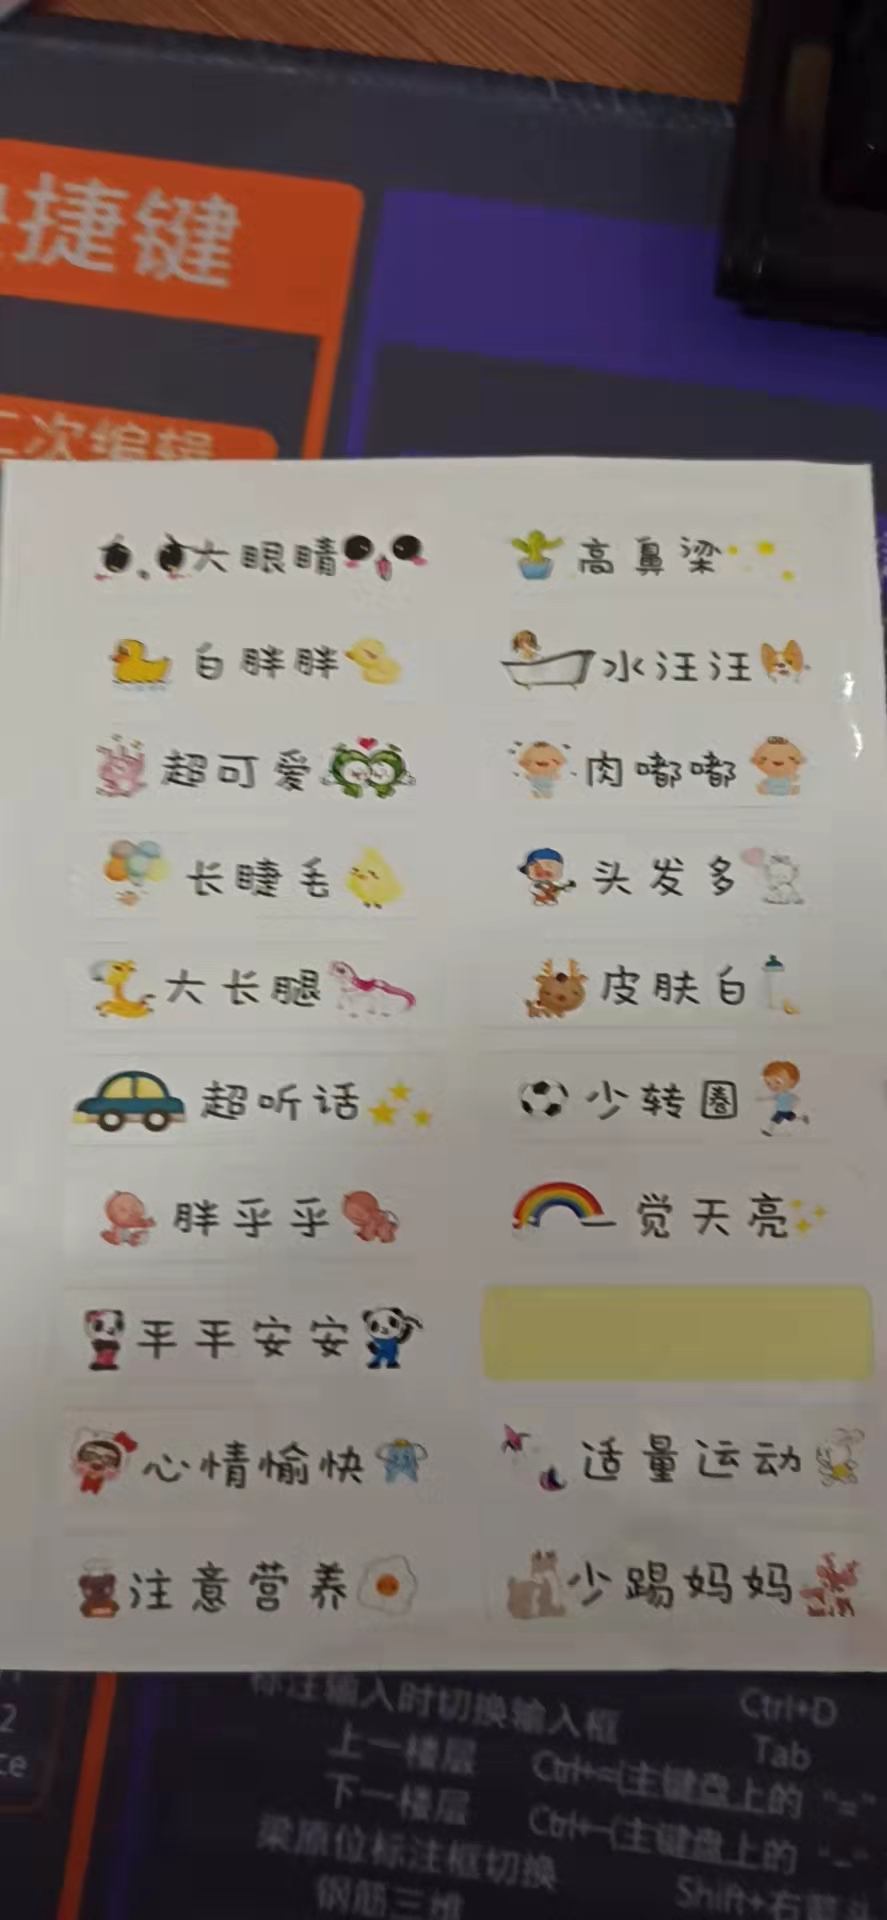 捷键
二次编辑
大眼睛 高鼻梁
白胖胖 水汪汪
超可爱 肉嘟嘟
长睫毛 头发多
大长腿 皮肤白
超听话 少转圈
胖乎乎 一觉天亮
平平安安
心情愉快 适量运动
注意营养 少踢妈妈
标注输入时切换输入框 Ctrl+D
上一楼层 Tab
下一楼层 Ctrl+=(主键盘上的 "="
梁原位标注框切换 Ctrl+-(主键盘上的 "-"
钢筋三维 Shift+右箭头